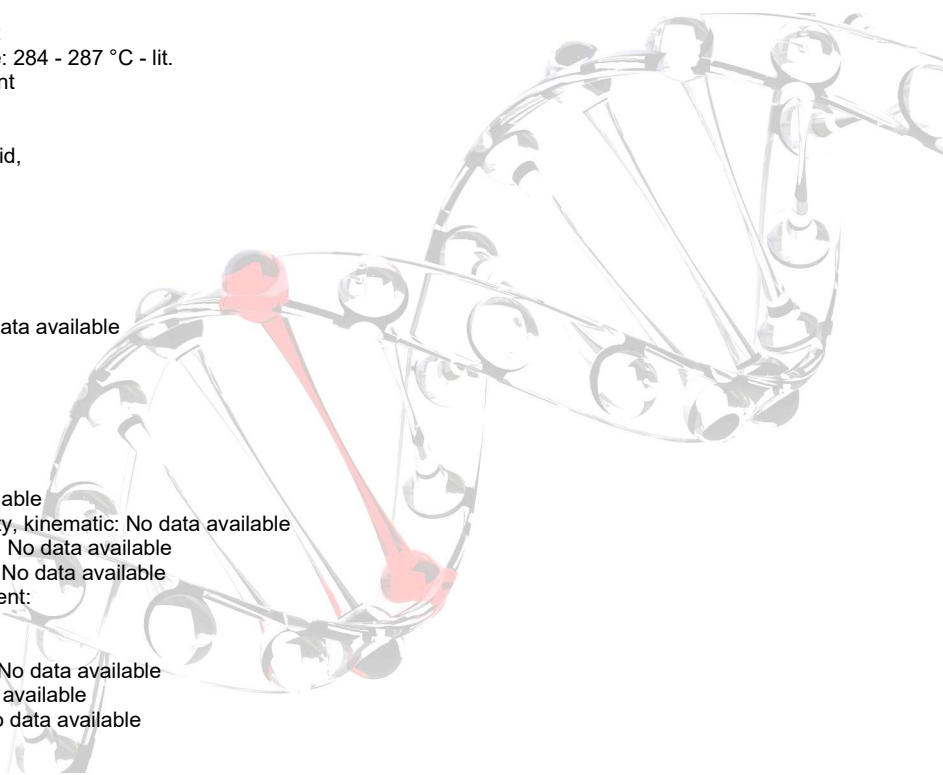 : 284 - 287 °C - lit.
nt
id,
ata available
able
ty, kinematic: No data available
No data available
No data available
ent:
No data available
available
o data available